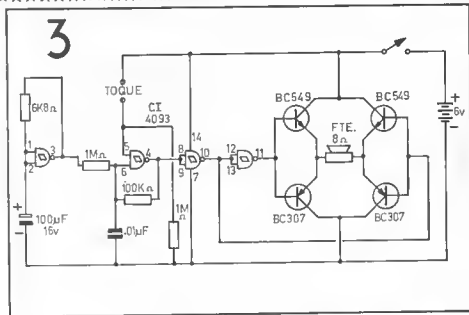 3
TOQUE
CI
4093
6K8Ω
1
2
3
1MΩ
5
6
4
100KΩ
.01µF
1M
Ω
+
100µF
16v
-
14
8
9
10
7
12
13
11
BC549
BC549
FTE.
8Ω
BC307
BC307
+
6v
-